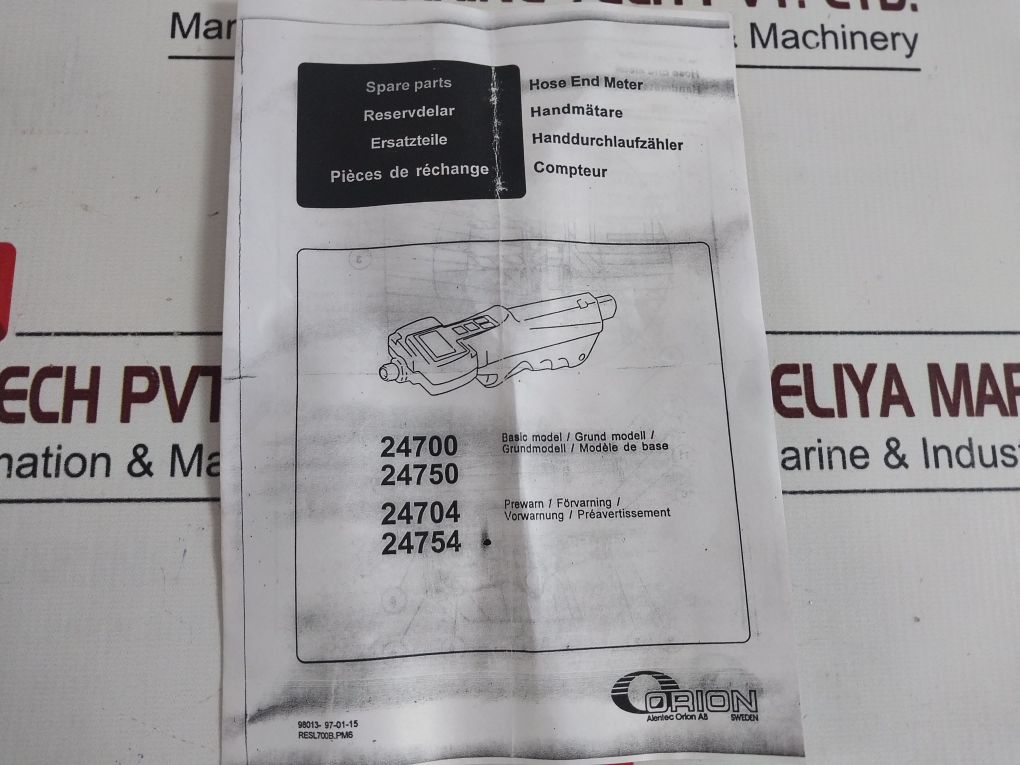 Mar
& Machinery
Spare parts
Reservdelar
Ersatzteile
Pièces de réchange
Hose End Meter
Handmätare
Handdurchlaufzähler
Compteur
24700
24750
Basic model / Grund modell /
Grundmodell / Modèle de base
24704
24754
Prewarn / Förvarning /
Vorwarnung / Préavertissement
ORION
Alentec Orion AB SWEDEN
98013- 97-01-15
RESL700B.PM6
ECH PVT
mation & Ma
ELIYA MAR
arine & Indust